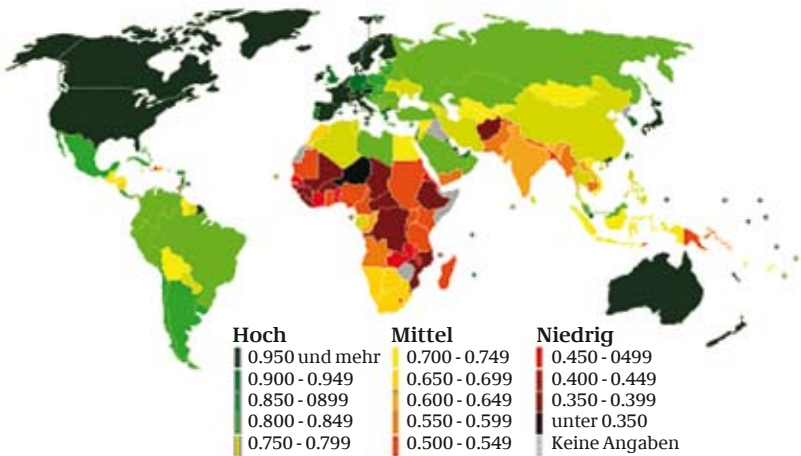 Hoch
0.950 und mehr
0.900 - 0.949
0.850 - 0899
0.800 - 0.849
0.750 - 0.799
Mittel
0.700 - 0.749
0.650 - 0.699
0.600 - 0.649
0.550 - 0.599
0.500 - 0.549
Niedrig
0.450 - 0499
0.400 - 0.449
0.350 - 0.399
unter 0.350
Keine Angaben